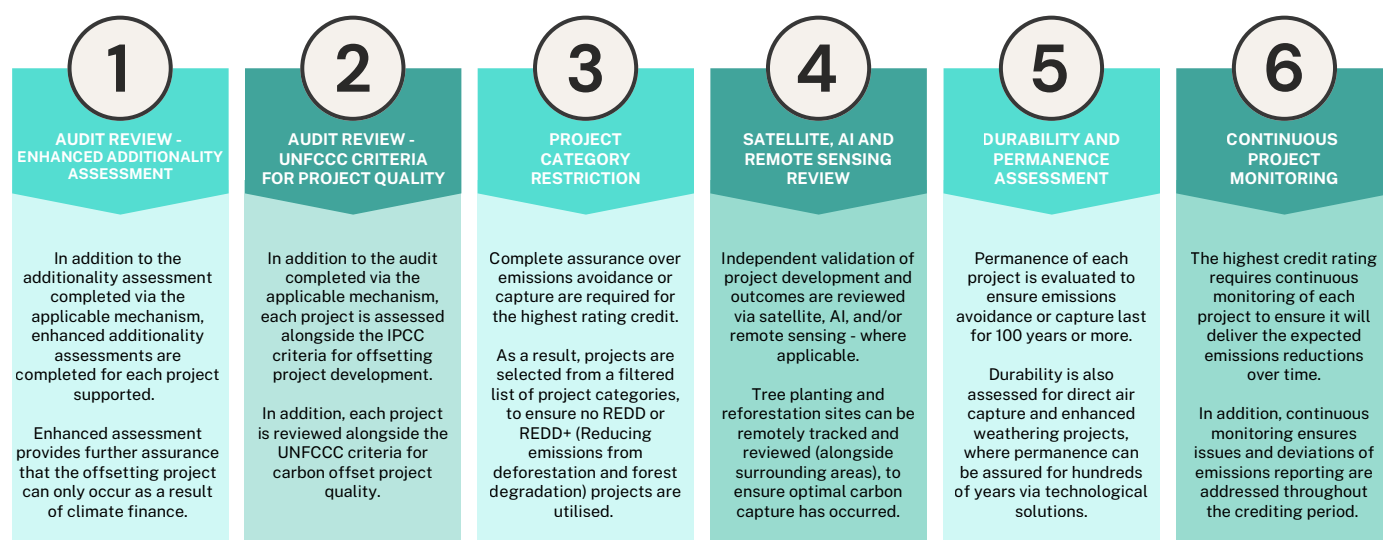 1
AUDIT REVIEW -
ENHANCED ADDITIONALITY
ASSESSMENT
In addition to the
additionality assessment
completed via the
applicable mechanism,
enhanced additionality
assessments are
completed for each project
supported.
Enhanced assessment
provides further assurance
that the offsetting project
can only occur as a result
of climate finance.
2
AUDIT REVIEW -
UNFCCC CRITERIA
FOR PROJECT QUALITY
In addition to the audit
completed via the
applicable mechanism,
each project is assessed
alongside the IPCC
criteria for offsetting
project development.
In addition, each project
is reviewed alongside the
UNFCCC criteria for
carbon offset project
quality.
3
PROJECT
CATEGORY
RESTRICTION
Complete assurance over
emissions avoidance or
capture are required for
the highest rating credit.
As a result, projects are
selected from a filtered
list of project categories,
to ensure no REDD or
REDD+ (Reducing
emissions from
deforestation and forest
degradation) projects are
utilised.
4
SATELLITE, AI AND
REMOTE SENSING
REVIEW
Independent validation of
project development and
outcomes are reviewed
via satellite, AI, and/or
remote sensing - where
applicable.
Tree planting and
reforestation sites can be
remotely tracked and
reviewed (alongside
surrounding areas), to
ensure optimal carbon
capture has occurred.
5
DURABILITY AND
PERMANENCE
ASSESSMENT
Permanence of each
project is evaluated to
ensure emissions
avoidance or capture last
for 100 years or more.
Durability is also
assessed for direct air
capture and enhanced
weathering projects,
where permanence can
be assured for hundreds
of years via technological
solutions.
6
CONTINUOUS
PROJECT
MONITORING
The highest credit rating
requires continuous
monitoring of each
project to ensure it will
deliver the expected
emissions reductions
over time.
In addition, continuous
monitoring ensures
issues and deviations of
emissions reporting are
addressed throughout
the crediting period.